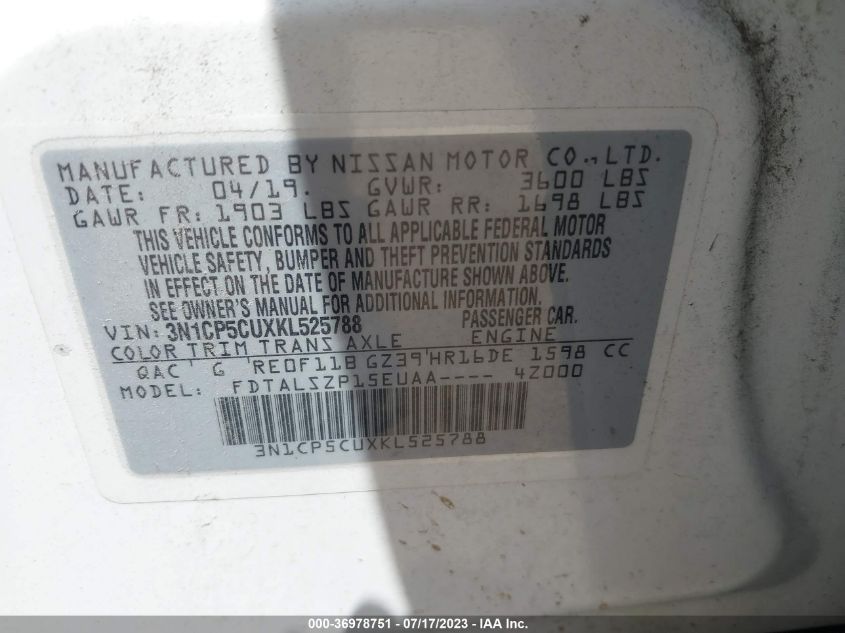 MANUFACTURED BY NISSAN MOTOR CO., LTD.
DATE: 04/19. GVWR: 3600 LBS
GAWR FR: 1903 LBS GAWR RR: 1698 LBS
THIS VEHICLE CONFORMS TO ALL APPLICABLE FEDERAL MOTOR
VEHICLE SAFETY, BUMPER AND THEFT PREVENTION STANDARDS
IN EFFECT ON THE DATE OF MANUFACTURE SHOWN ABOVE.
SEE OWNER'S MANUAL FOR ADDITIONAL INFORMATION.
VIN: 3N1CP5CUXKL525788 PASSENGER CAR.
COLOR TRIM TRANS AXLE ENGINE
QAC G RE0F11B GZ39 HR16DE 1598 CC
MODEL: FDTALSZP15EUAA---- 4Z000
3N1CP5CUXKL525788
000-36978751 - 07/17/2023 - IAA Inc.